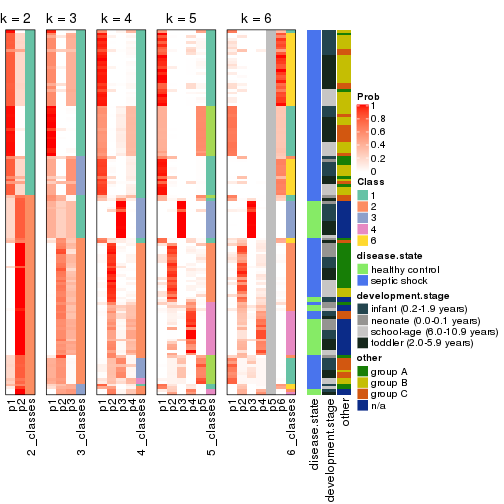 k = 2 k = 3 k = 4 k = 5 k = 6
Prob
1
0.8
0.6
0.4
0.2
0
Class
1
2
3
4
6
disease.state
healthy control
septic shock
development.stage
infant (0.2-1.9 years)
neonate (0.0-0.1 years)
school-age (6.0-10.9 years)
toddler (2.0-5.9 years)
other
group A
group B
group C
n/a
p1
p2
2_classes
p1
p2
p3
3_classes
p1
p2
p3
p4
4_classes
p1
p2
p3
p4
p5
5_classes
p1
p2
p3
p4
p5
p6
6_classes
disease.state
development.stage
other